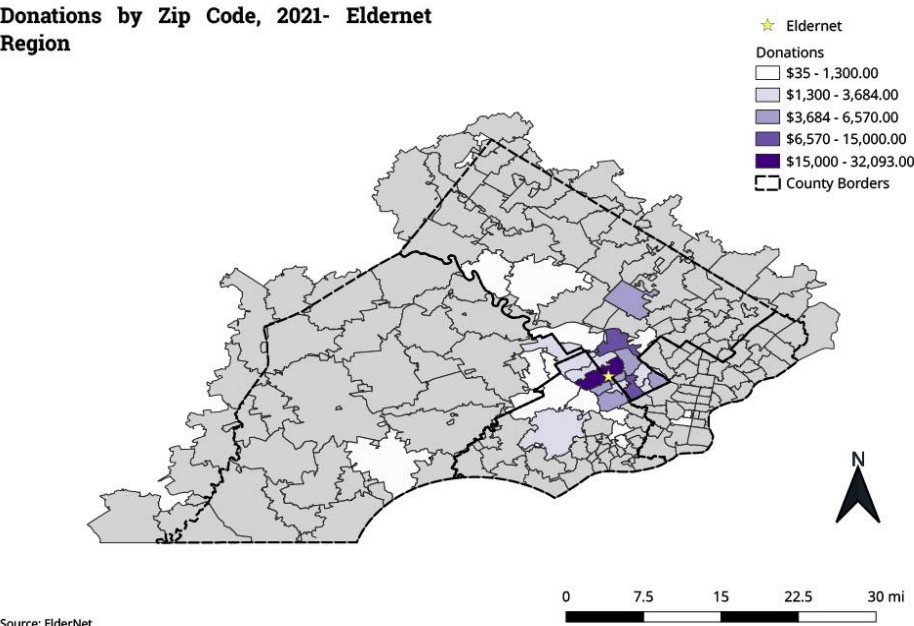 Donations by Zip Code, 2021- Eldernet
Region
Eldernet
Donations
$35 - 1,300.00
$1,300 - 3,684.00
$3,684 - 6,570.00
$6,570 - 15,000.00
$15,000 - 32,093.00
County Borders
N
0 7.5 15 22.5 30 mi
Source: ElderNet